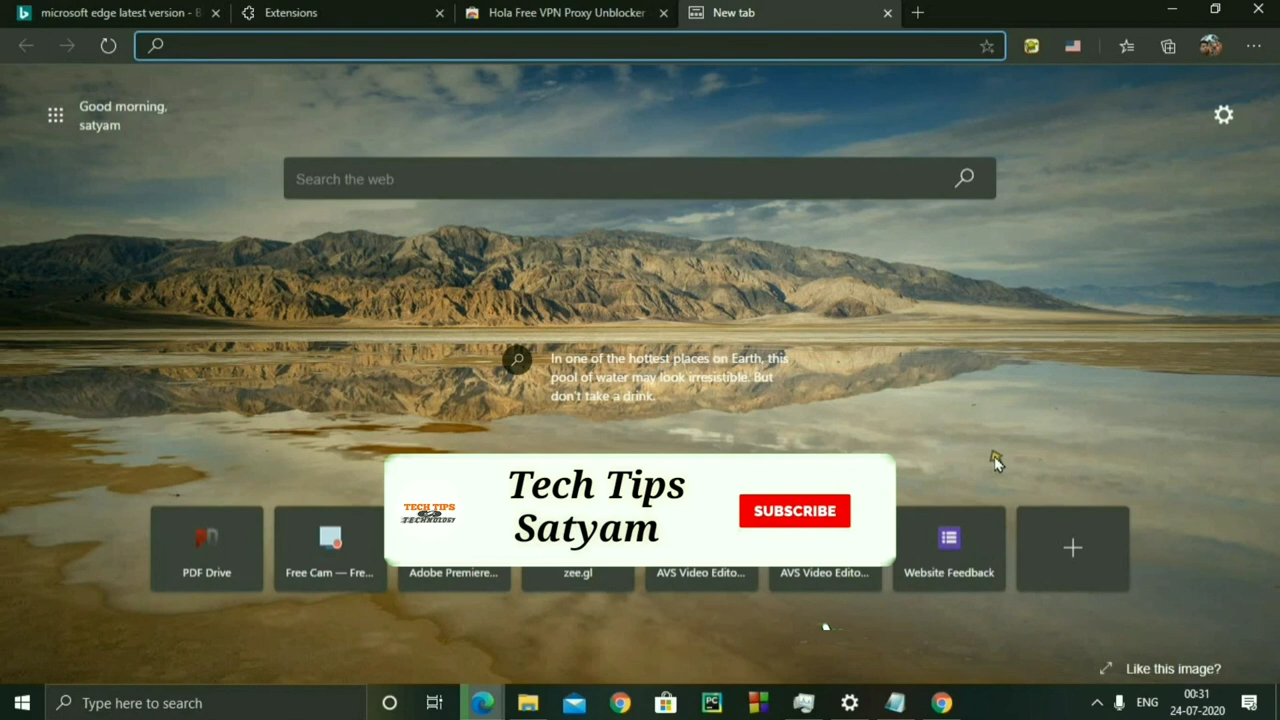 microsoft edge latest version - B
Extensions
Hola Free VPN Proxy Unblocker
New tab
Good morning,
satyam
Search the web
In one of the hottest places on Earth, this
pool of water may look irresistible. But
don't take a drink.
Tech Tips
Satyam
TECH TIPS
TECHNOLOGY
SUBSCRIBE
PDF Drive
Free Cam — Fre...
Adobe Premiere...
zee.gl
AVS Video Edito...
AVS Video Edito...
Website Feedback
Like this image?
Type here to search
PC
ENG
00:31
24-07-2020